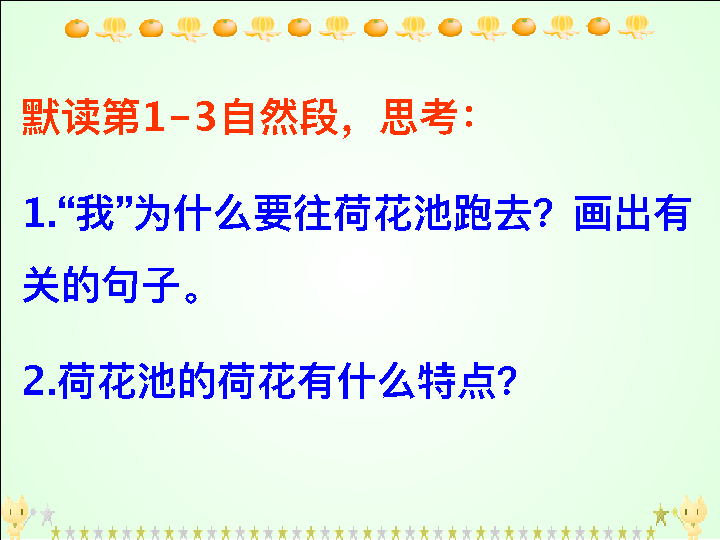 默读第1-3自然段，思考：
1.“我”为什么要往荷花池跑去？画出有
关的句子。
2.荷花池的荷花有什么特点？